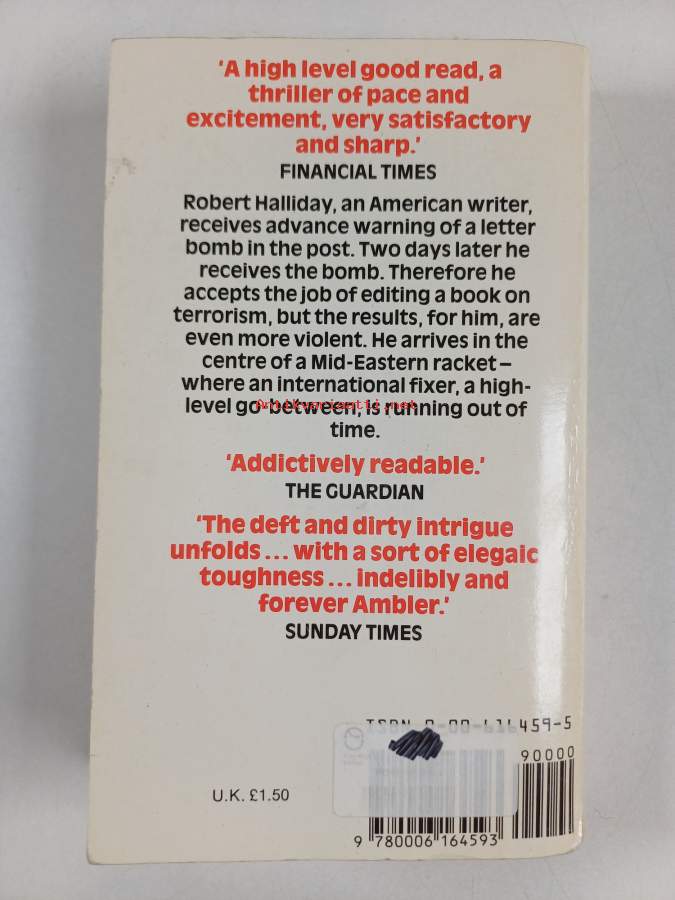 ‘A high level good read, a
thriller of pace and
excitement, very satisfactory
and sharp.’
FINANCIAL TIMES
Robert Halliday, an American writer,
receives advance warning of a letter
bomb in the post. Two days later he
receives the bomb. Therefore he
accepts the job of editing a book on
terrorism, but the results, for him, are
even more violent. He arrives in the
centre of a Mid-Eastern racket –
where an international fixer, a high-
level go-between, is running out of
time.
Antikvariaatti.net
‘Addictively readable.’
THE GUARDIAN
‘The deft and dirty intrigue
unfolds... with a sort of elegaic
toughness... indelibly and
forever Ambler.’
SUNDAY TIMES
ISBN 0-00-616459-5
90000
U.K. £1.50
9 780006 164593